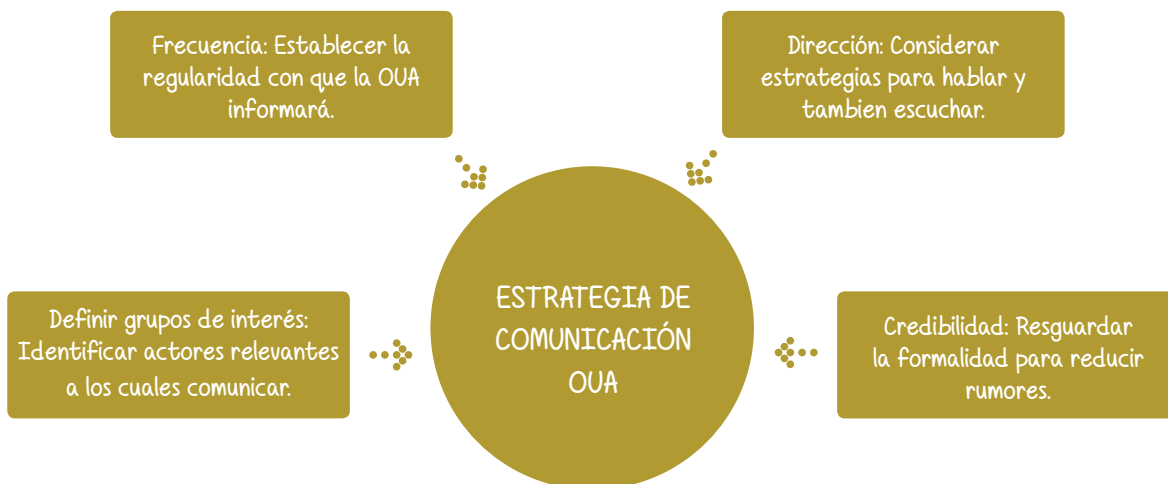 Frecuencia: Establecer la
regularidad con que la OUA
informará.
Dirección: Considerar
estrategias para hablar y
tambien escuchar.
Definir grupos de interés:
Identificar actores relevantes
a los cuales comunicar.
ESTRATEGIA DE
COMUNICACIÓN
OUA
Credibilidad: Resguardar
la formalidad para reducir
rumores.